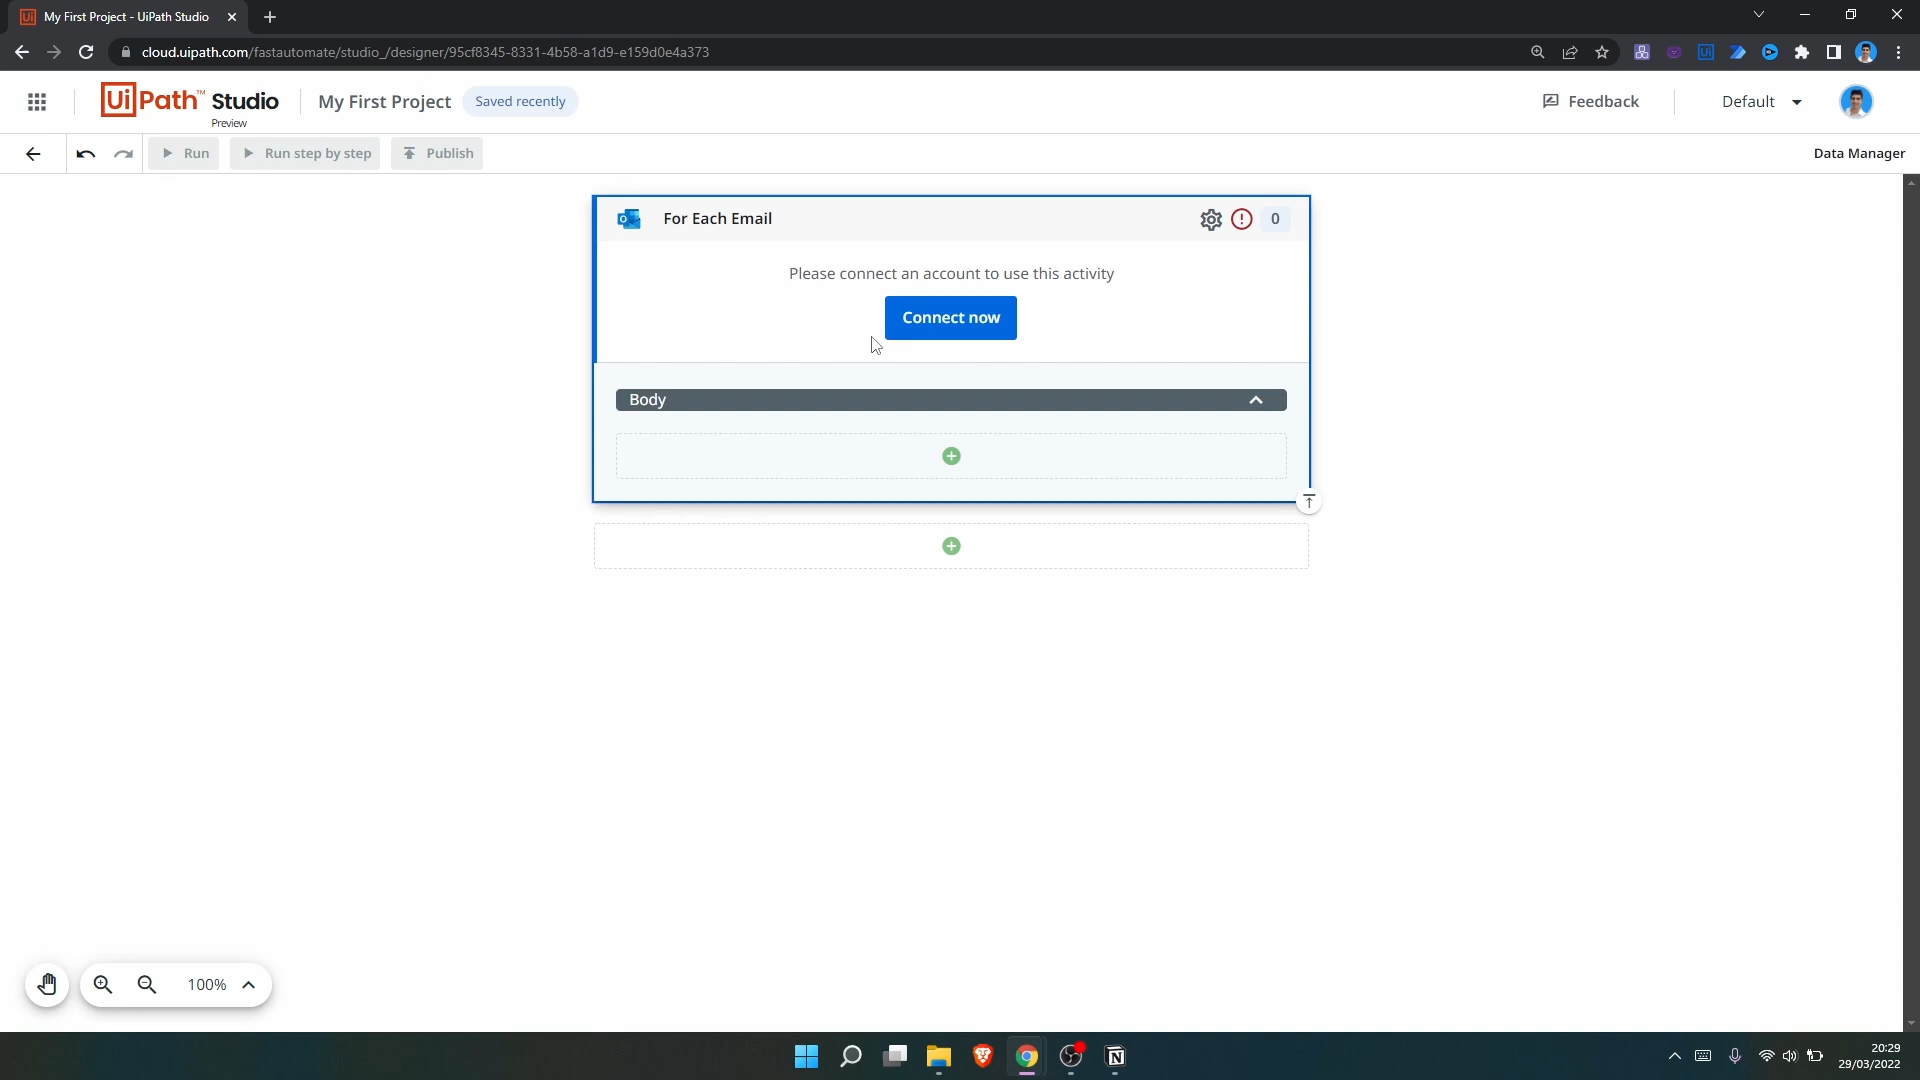 My First Project - UiPath Studio
cloud.uipath.com/fastautomate/studio_/designer/95cf8345-8331-4b58-a1d9-e159d0e4a373
UiPath™ Studio
Preview
My First Project
Saved recently
Feedback
Default
Run
Run step by step
Publish
Data Manager
For Each Email
0
Please connect an account to use this activity
Connect now
Body
100%
20:29
29/03/2022